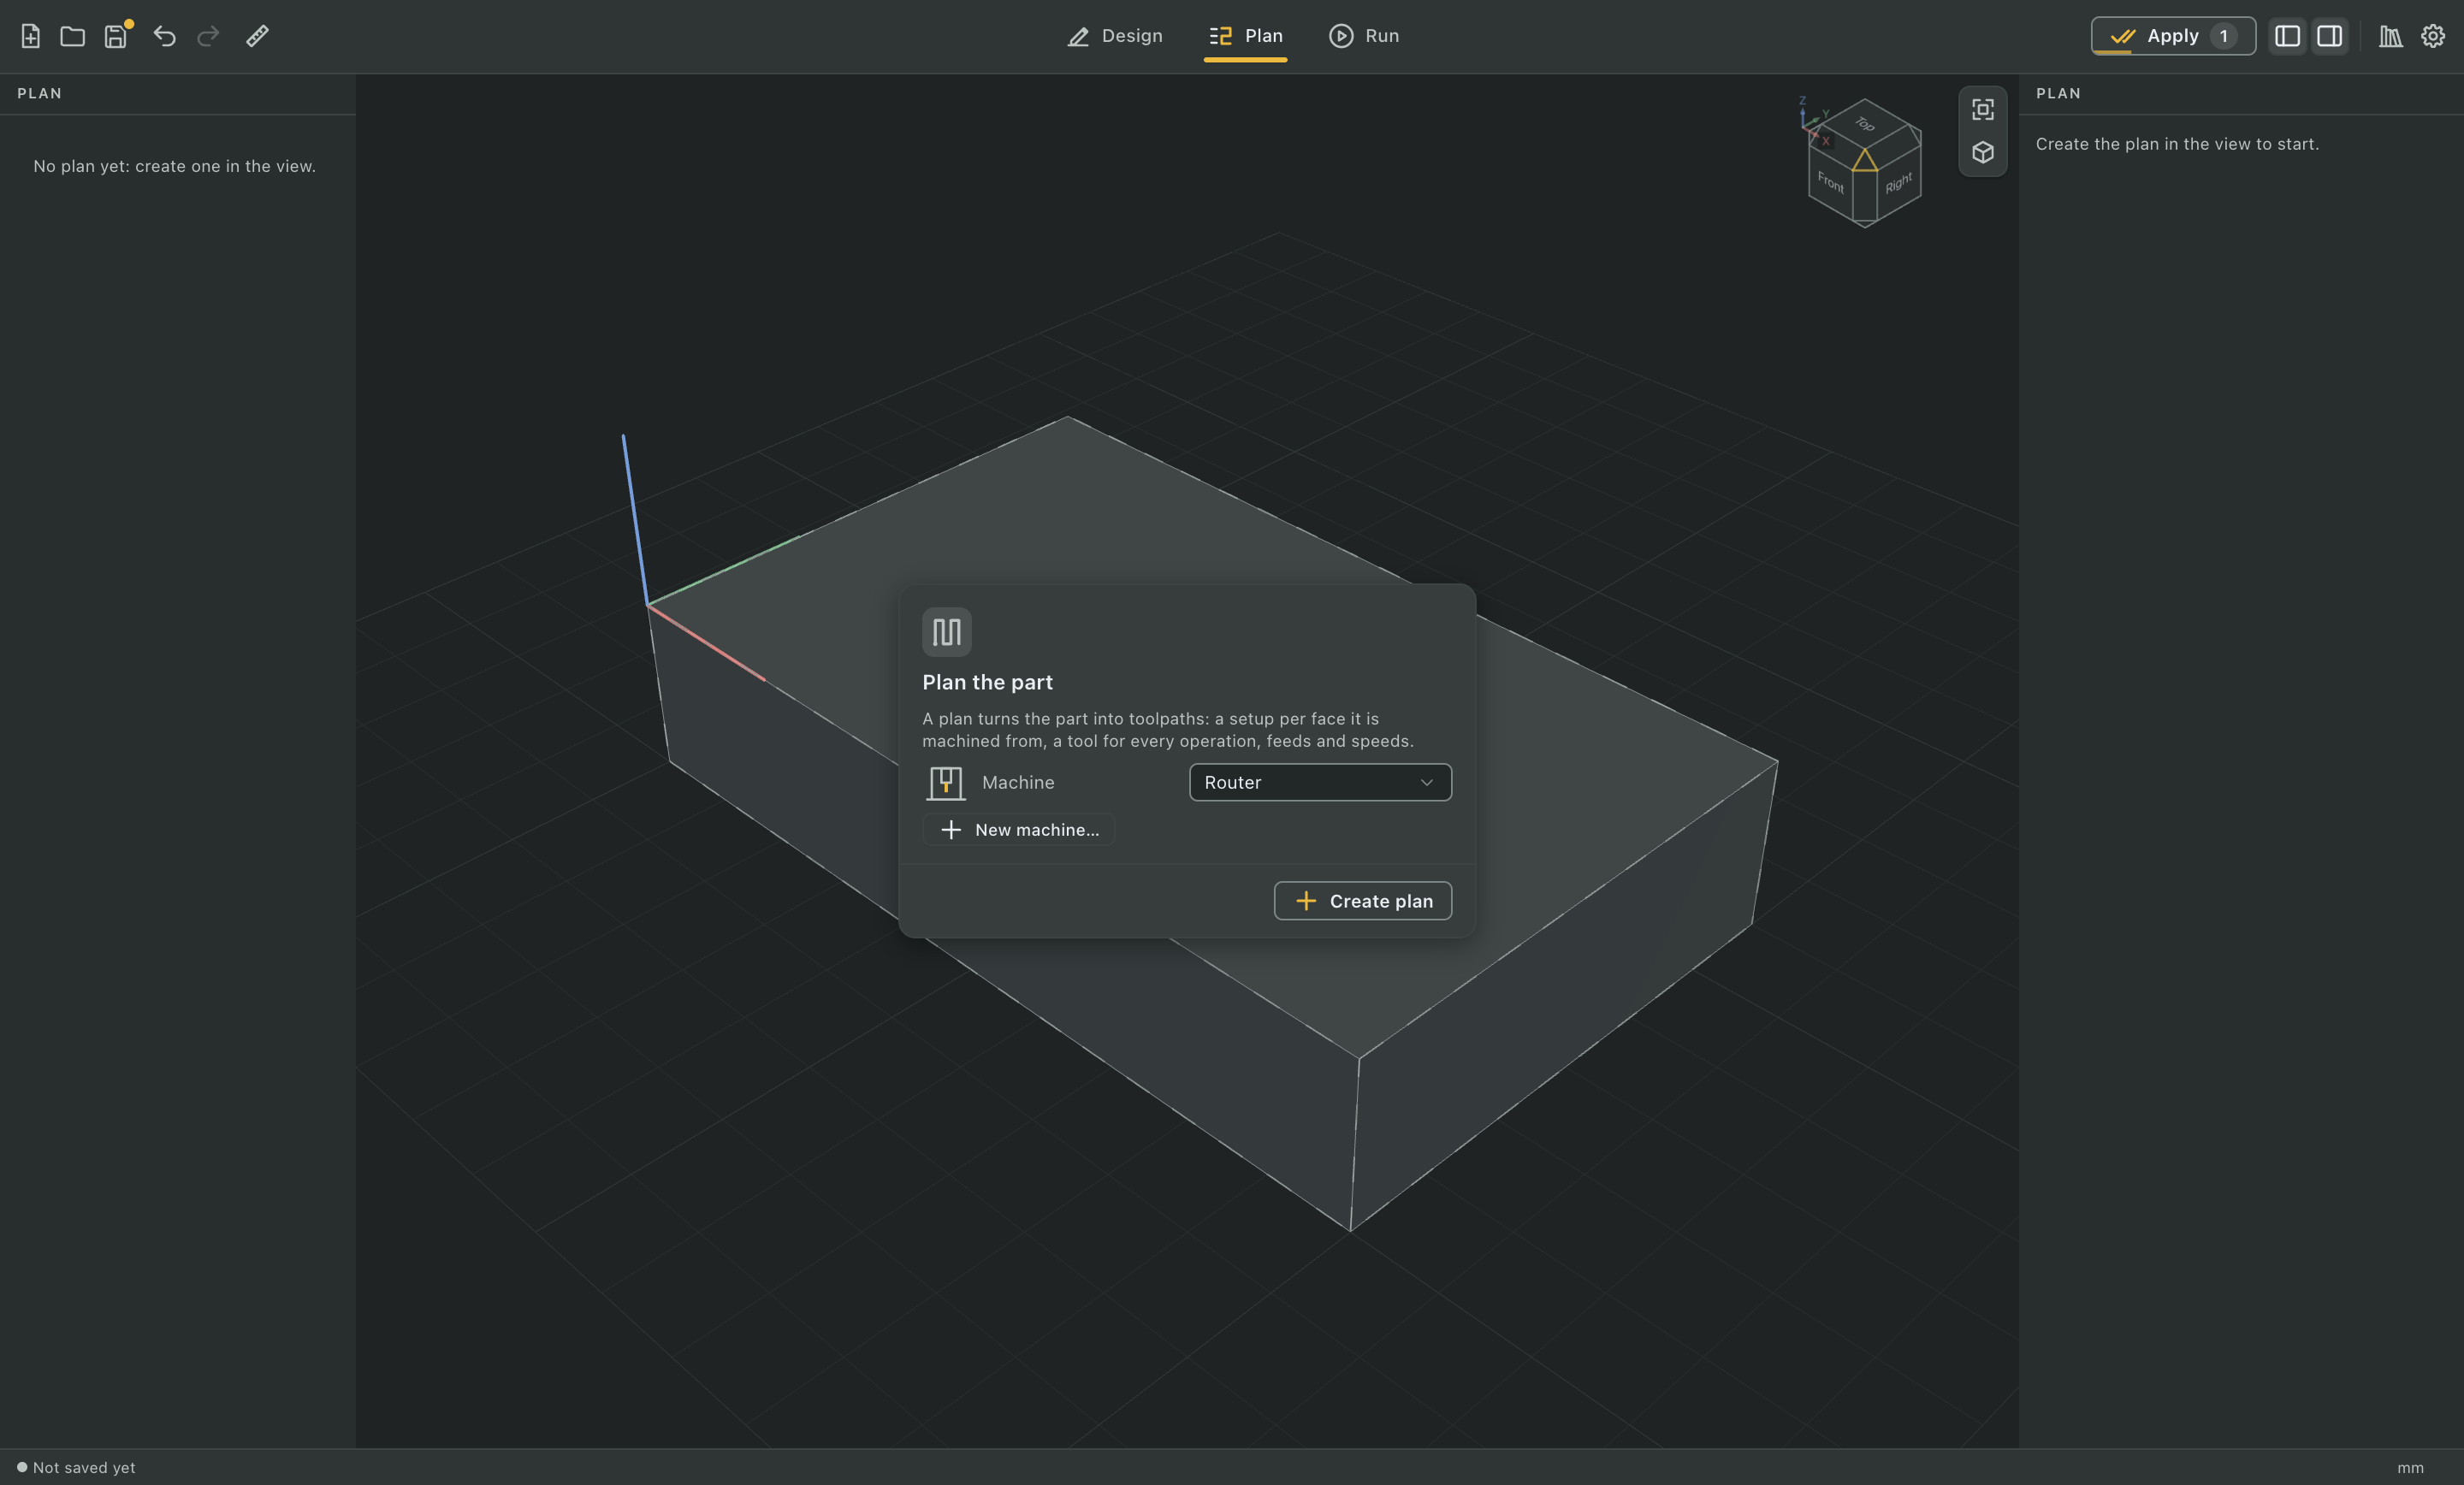 Design
Plan
Run
Apply 1
PLAN
No plan yet: create one in the view.
Z
Y
X
Top
Front
Right
PLAN
Create the plan in the view to start.
Plan the part
A plan turns the part into toolpaths: a setup per face it is
machined from, a tool for every operation, feeds and speeds.
Machine
Router
New machine...
Create plan
Not saved yet
mm